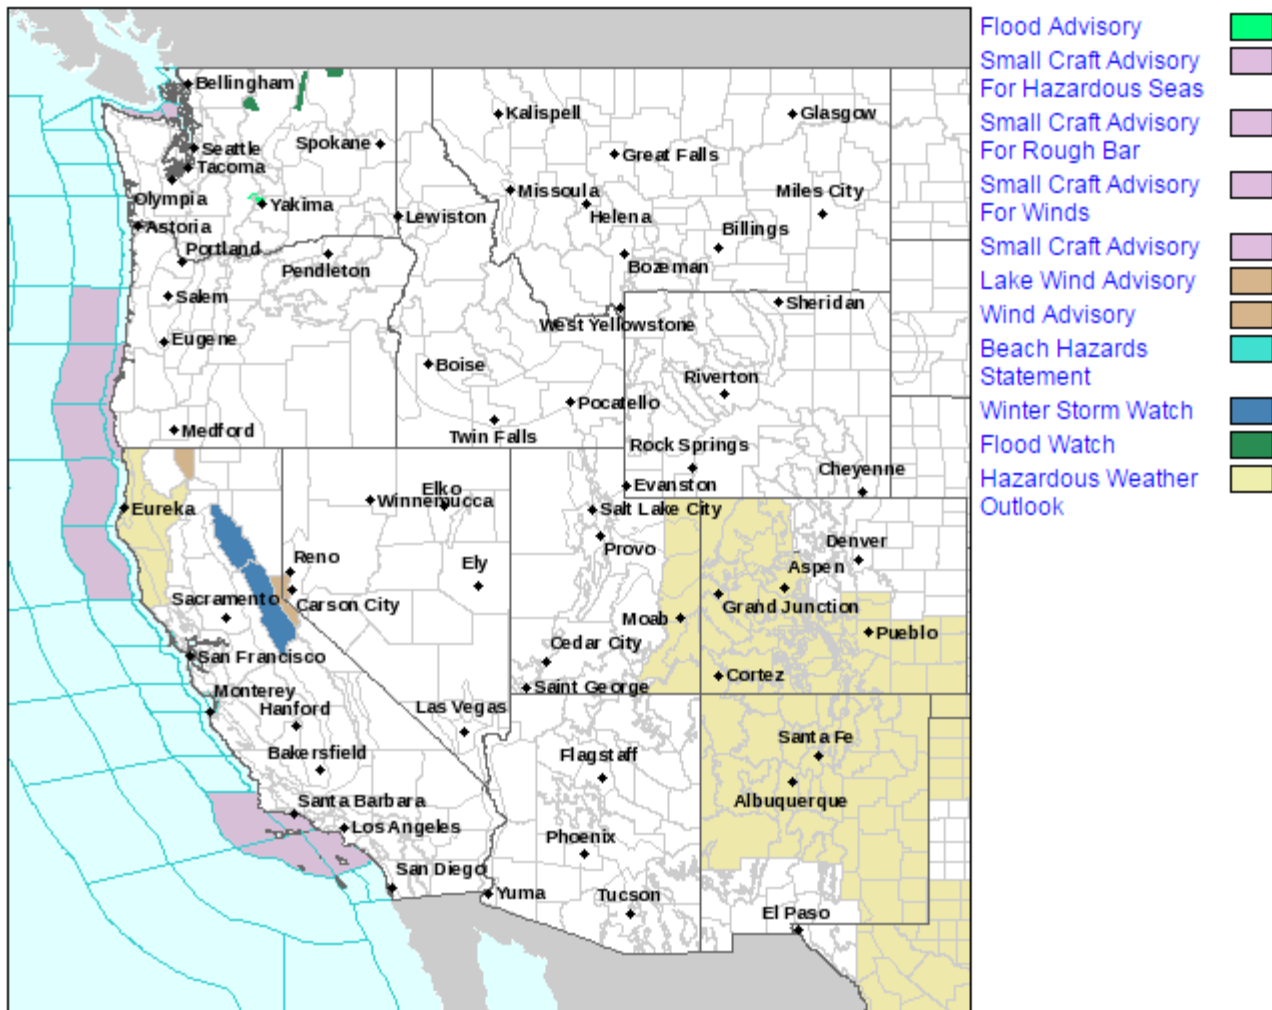 Bellingham
Seattle
Tacoma
Olympia
Spokane
Yakima
Astoria
Portland
Pendleton
Lewiston
Kalispell
Glasgow
Great Falls
Missoula
Miles City
Helena
Billings
Bozeman
Salem
Eugene
Medford
West Yellowstone
Sheridan
Boise
Riverton
Pocatello
Twin Falls
Rock Springs
Cheyenne
Evanston
Eureka
Elko
Winnemucca
Salt Lake City
Provo
Reno
Ely
Denver
Aspen
Sacramento
Carson City
Grand Junction
Moab
Pueblo
San Francisco
Cedar City
Cortez
Saint George
Monterey
Hanford
Las Vegas
Bakersfield
Flagstaff
Santa Fe
Albuquerque
Santa Barbara
Los Angeles
Phoenix
San Diego
Yuma
Tucson
El Paso
Flood Advisory
Small Craft Advisory
For Hazardous Seas
Small Craft Advisory
For Rough Bar
Small Craft Advisory
For Winds
Small Craft Advisory
Lake Wind Advisory
Wind Advisory
Beach Hazards
Statement
Winter Storm Watch
Flood Watch
Hazardous Weather
Outlook